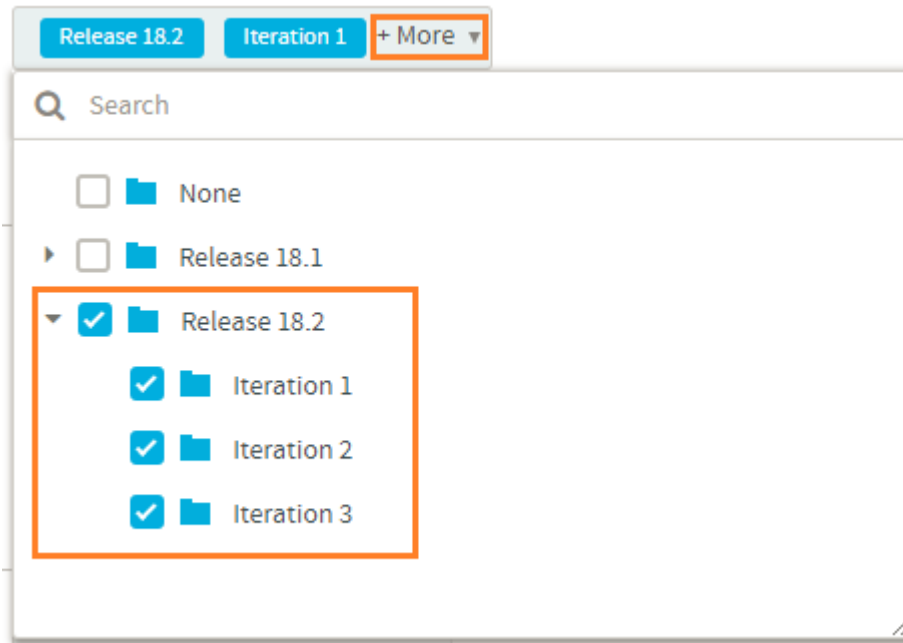 Release 18.2 Iteration 1 + More
Search
None
Release 18.1
Release 18.2
Iteration 1
Iteration 2
Iteration 3